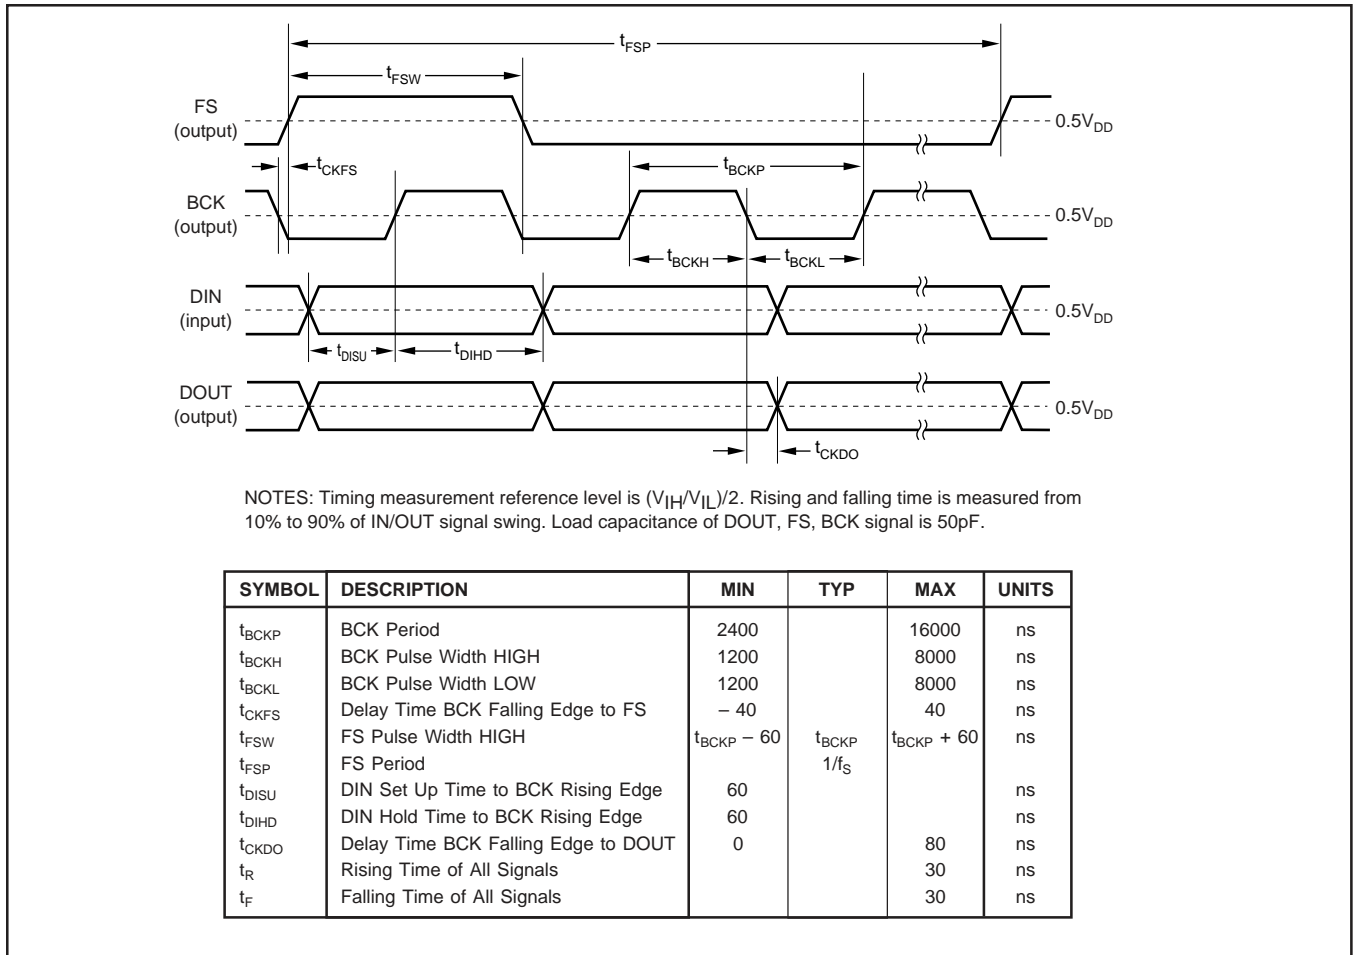 tFSP
tFSW
FS
(output)
0.5VDD
tCKFS
tBCKP
BCK
(output)
0.5VDD
tBCKH
tBCKL
DIN
(input)
0.5VDD
tDISU
tDIHD
DOUT
(output)
0.5VDD
tCKDO
NOTES: Timing measurement reference level is (VIH/VIL)/2. Rising and falling time is measured from
10% to 90% of IN/OUT signal swing. Load capacitance of DOUT, FS, BCK signal is 50pF.
SYMBOL DESCRIPTION MIN TYP MAX UNITS
tBCKP BCK Period 2400 16000 ns
tBCKH BCK Pulse Width HIGH 1200 8000 ns
tBCKL BCK Pulse Width LOW 1200 8000 ns
tCKFS Delay Time BCK Falling Edge to FS – 40 40 ns
tFSW FS Pulse Width HIGH tBCKP – 60 tBCKP tBCKP + 60 ns
tFSP FS Period 1/fS
tDISU DIN Set Up Time to BCK Rising Edge 60 ns
tDIHD DIN Hold Time to BCK Rising Edge 60 ns
tCKDO Delay Time BCK Falling Edge to DOUT 0 80 ns
tR Rising Time of All Signals 30 ns
tF Falling Time of All Signals 30 ns